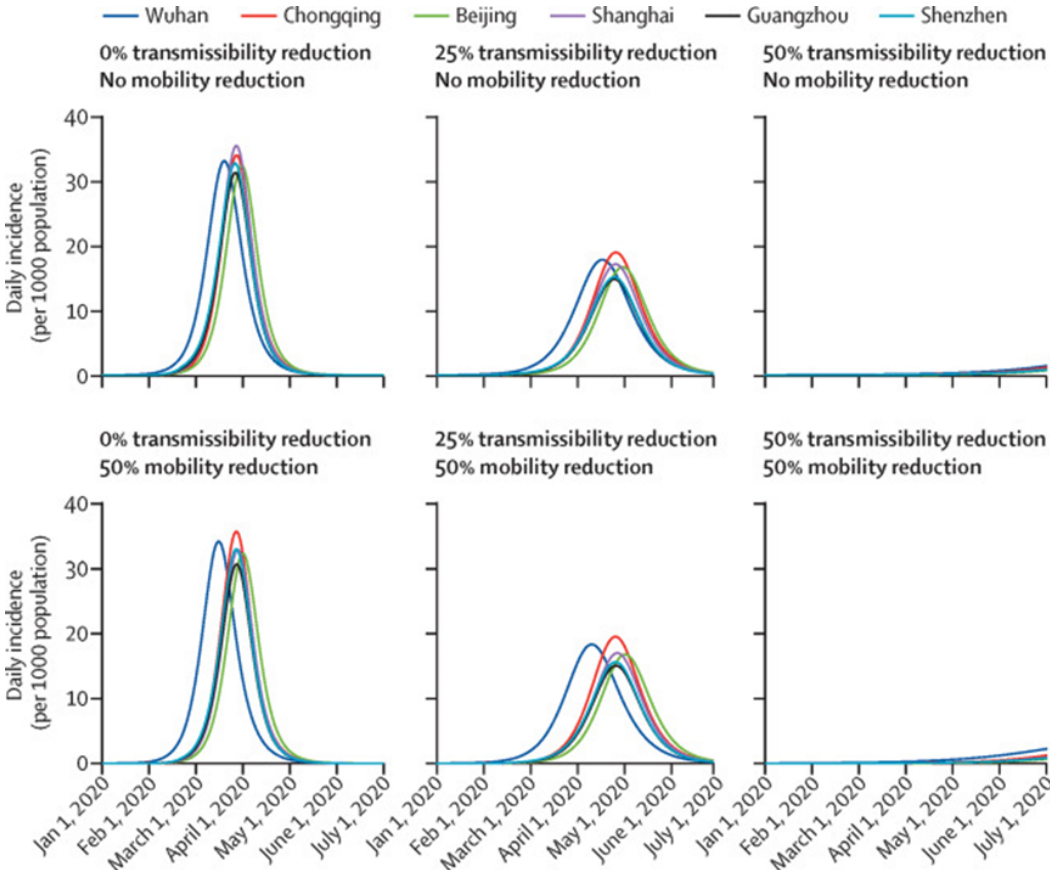 Wuhan Chongqing Beijing Shanghai Guangzhou Shenzhen
0% transmissibility reduction
No mobility reduction
25% transmissibility reduction
No mobility reduction
50% transmissibility reduction
No mobility reduction
Daily incidence
(per 1000 population)
40
30
20
10
0
0% transmissibility reduction
50% mobility reduction
25% transmissibility reduction
50% mobility reduction
50% transmissibility reduction
50% mobility reduction
Daily incidence
(per 1000 population)
40
30
20
10
0
Jan 1, 2020
Feb 1, 2020
March 1, 2020
April 1, 2020
May 1, 2020
June 1, 2020
July 1, 2020
Jan 1, 2020
Feb 1, 2020
March 1, 2020
April 1, 2020
May 1, 2020
June 1, 2020
July 1, 2020
Jan 1, 2020
Feb 1, 2020
March 1, 2020
April 1, 2020
May 1, 2020
June 1, 2020
July 1, 2020